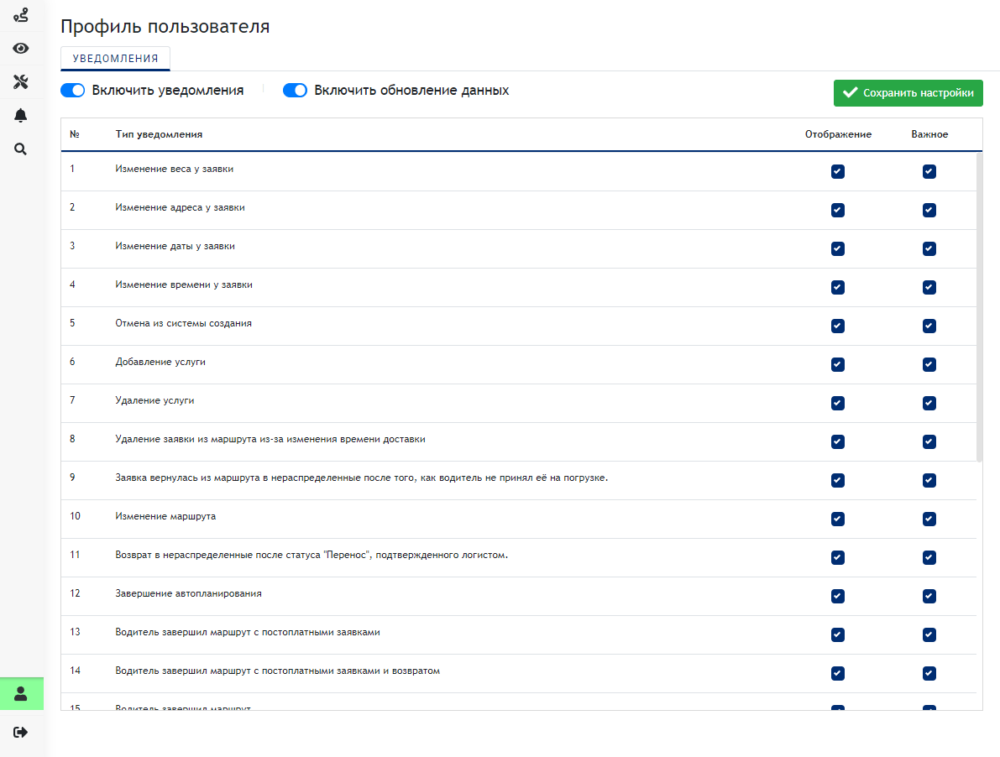 Профиль пользователя
УВЕДОМЛЕНИЯ
Включить уведомления Включить обновление данных Сохранить настройки
№ Тип уведомления Отображение Важное
1 Изменение веса у заявки
2 Изменение адреса у заявки
3 Изменение даты у заявки
4 Изменение времени у заявки
5 Отмена из системы создания
6 Добавление услуги
7 Удаление услуги
8 Удаление заявки из маршрута из-за изменения времени доставки
9 Заявка вернулась из маршрута в нераспределенные после того, как водитель не принял её на погрузке.
10 Изменение маршрута
11 Возврат в нераспределенные после статуса "Перенос", подтвержденного логистом.
12 Завершение автопланирования
13 Водитель завершил маршрут с постоплатными заявками
14 Водитель завершил маршрут с постоплатными заявками и возвратом
15 Водитель завершил маршрут